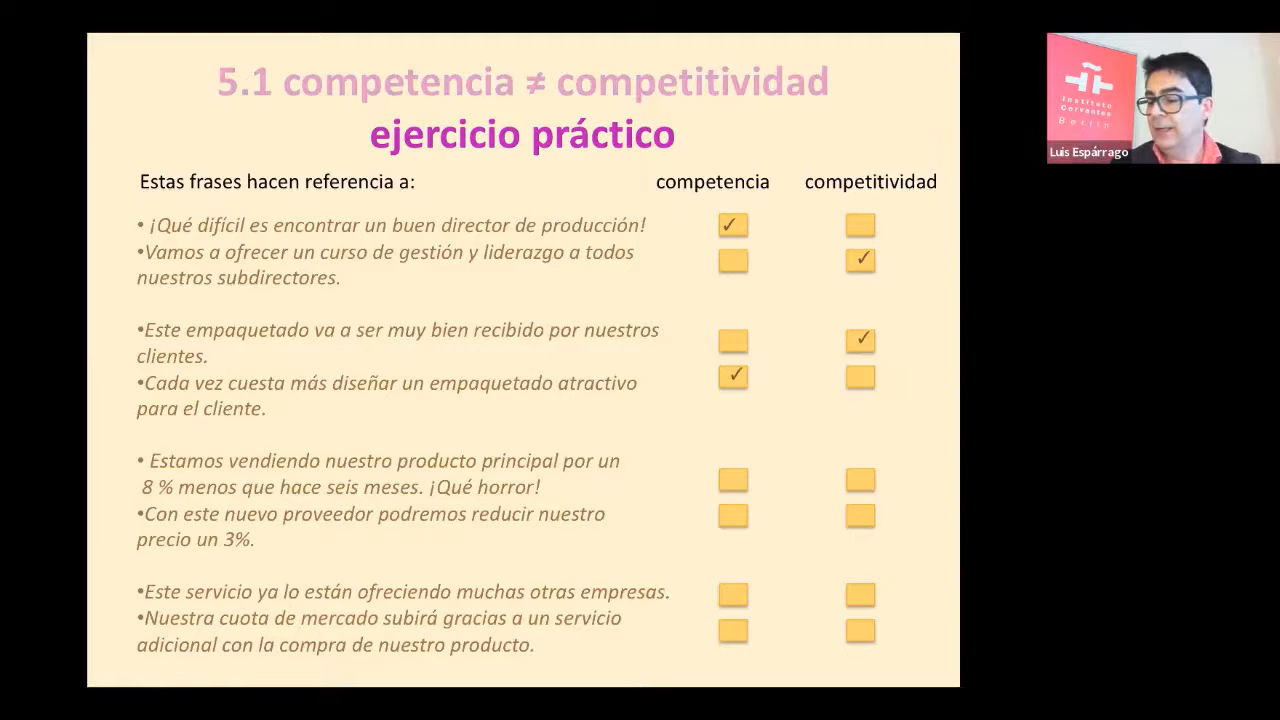 5.1 competencia ≠ competitividad
ejercicio práctico
Estas frases hacen referencia a: competencia competitividad
• ¡Qué difícil es encontrar un buen director de producción! ✓
•Vamos a ofrecer un curso de gestión y liderazgo a todos ✓
nuestros subdirectores.
•Este empaquetado va a ser muy bien recibido por nuestros ✓
clientes.
•Cada vez cuesta más diseñar un empaquetado atractivo ✓
para el cliente.
• Estamos vendiendo nuestro producto principal por un
8 % menos que hace seis meses. ¡Qué horror!
•Con este nuevo proveedor podremos reducir nuestro
precio un 3%.
•Este servicio ya lo están ofreciendo muchas otras empresas.
•Nuestra cuota de mercado subirá gracias a un servicio
adicional con la compra de nuestro producto.
Instituto
Cervantes
Berlín
Luis Espárrago